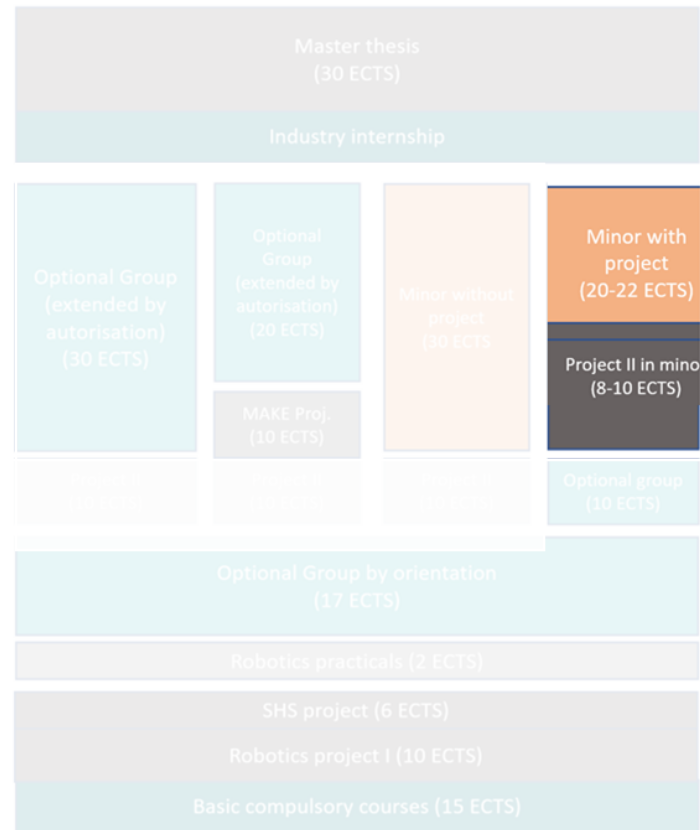 Master thesis
(30 ECTS)
Industry internship
Optional Group
(extended by
autorisation)
(30 ECTS)
Optional
Group
(extended by
autorisation)
(20 ECTS)
MAKE Proj.
(10 ECTS)
Minor without
project
(30 ECTS
Minor with
project
(20-22 ECTS)
Project II in mino
(8-10 ECTS)
Optional group
(10 ECTS)
Optional Group by orientation
(17 ECTS)
Robotics practicals (2 ECTS)
SHS project (6 ECTS)
Robotics project I (10 ECTS)
Basic compulsory courses (15 ECTS)